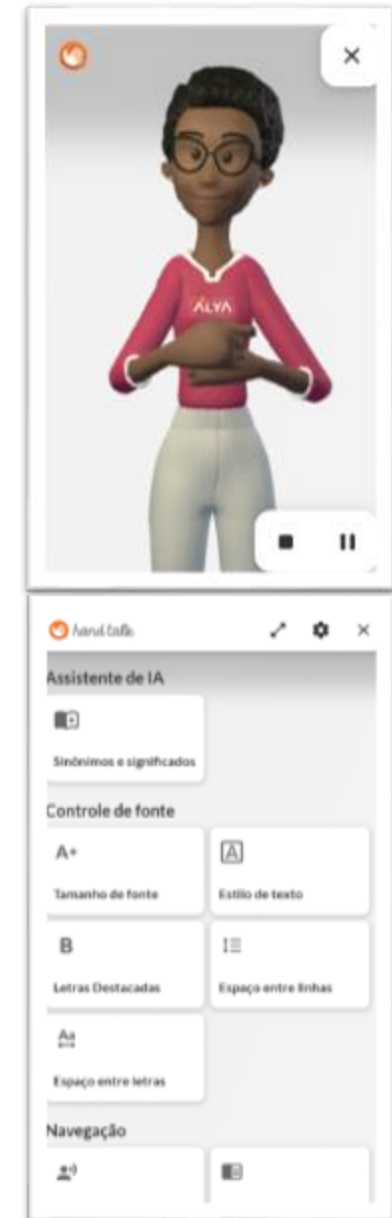 ALYA
hand talk
Assistente de IA
Sinônimos e significados
Controle de fonte
A+
A
Tamanho de fonte
Estilo de texto
B
Letras Destacadas
Espaço entre linhas
Aa
Espaço entre letras
Navegação